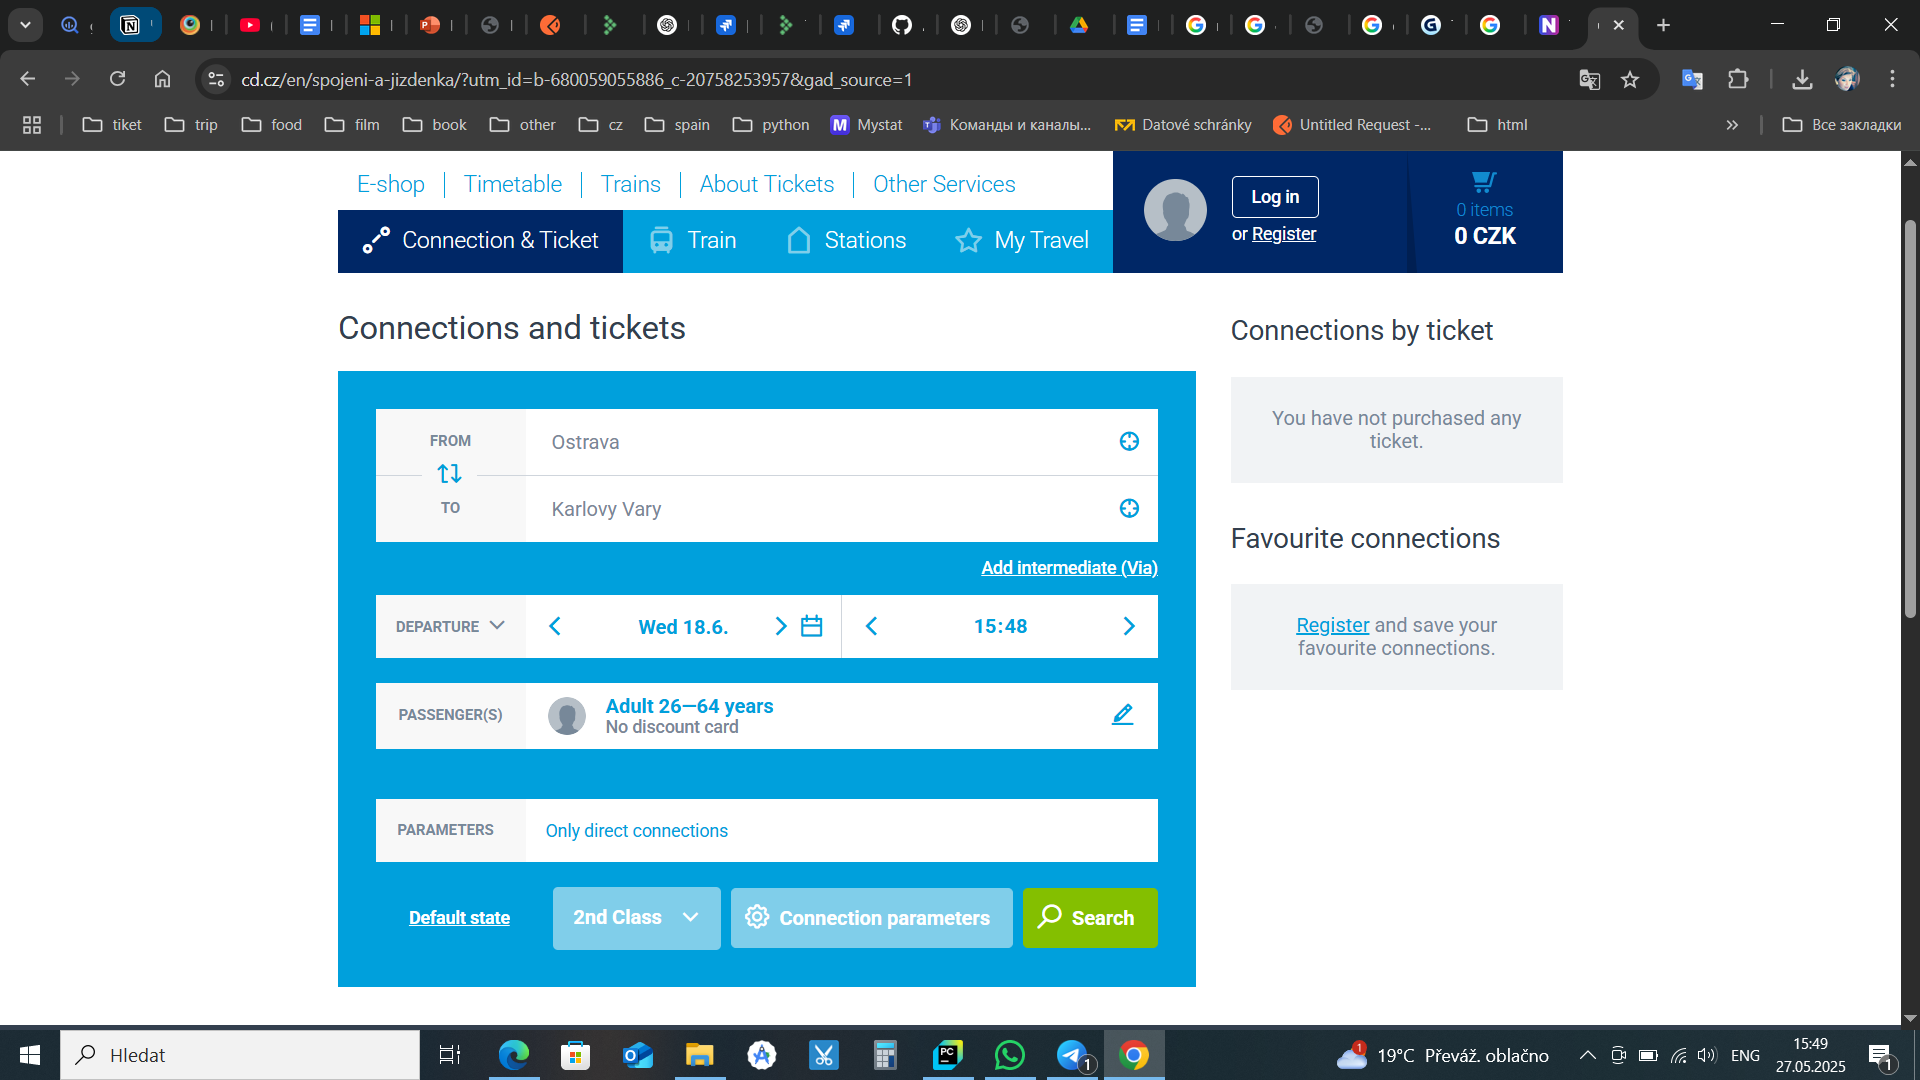 cd.cz/en/spojeni-a-jizdenka/?utm_id=b-680059055886_c-20758253957&gad_source=1
tiket
trip
food
film
book
other
cz
spain
python
Mystat
Команды и каналы...
Datové schránky
Untitled Request -...
html
»
Все закладки
E-shop
Timetable
Trains
About Tickets
Other Services
Log in
or Register
0 items
0 CZK
Connection & Ticket
Train
Stations
My Travel
Connections and tickets
FROM
Ostrava
TO
Karlovy Vary
Add intermediate (Via)
DEPARTURE
Wed 18.6.
15:48
PASSENGER(S)
Adult 26—64 years
No discount card
PARAMETERS
Only direct connections
Default state
2nd Class
Connection parameters
Search
Connections by ticket
You have not purchased any
ticket.
Favourite connections
Register and save your
favourite connections.
Hledat
1
1
19°C Převáž. oblačno
ENG
15:49
27.05.2025
1